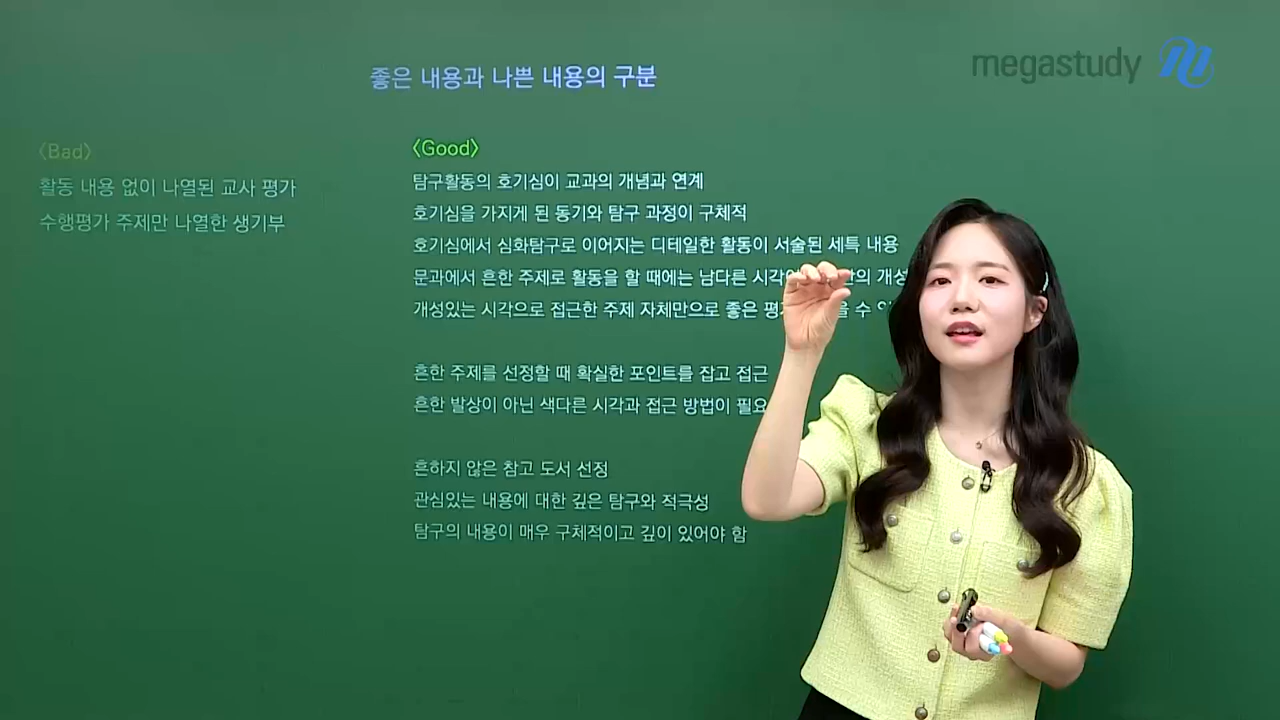 megastudy
좋은 내용과 나쁜 내용의 구분
〈Bad〉
활동 내용 없이 나열된 교사 평가
수행평가 주제만 나열한 생기부
〈Good〉
탐구활동의 호기심이 교과의 개념과 연계
호기심을 가지게 된 동기와 탐구 과정이 구체적
호기심에서 심화탐구로 이어지는 디테일한 활동이 서술된 세특 내용
문과에서 흔한 주제로 활동을 할 때에는 남다른
개성있는 시각으로 접근한 주제 자체만으로 좋은
흔한 주제를 선정할 때 확실한 포인트를 잡고 접근
흔한 발상이 아닌 색다른 시각과 접근 방법이 필요
흔하지 않은 참고 도서 선정
관심있는 내용에 대한 깊은 탐구와 적극성
탐구의 내용이 매우 구체적이고 깊이 있어야 함